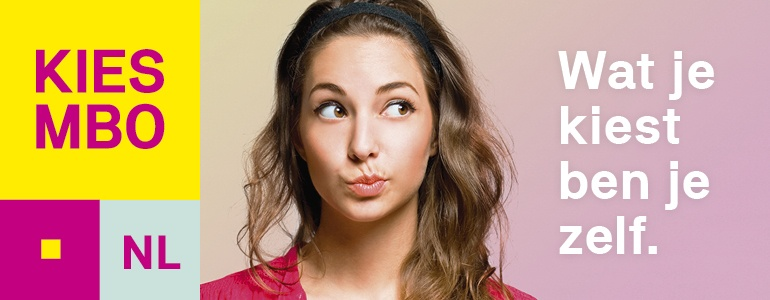 KIES
MBO
NL
Wat je
kiest
ben je
zelf.